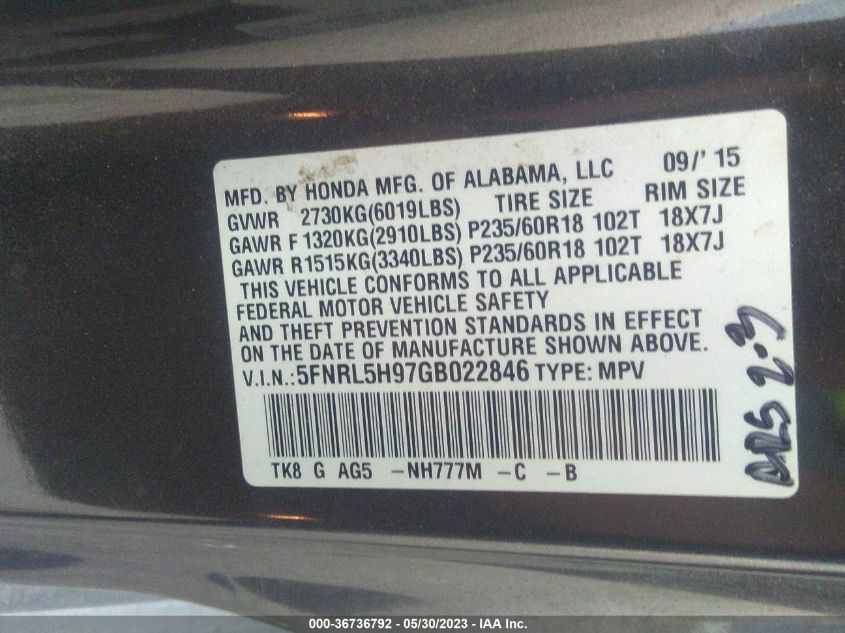 MFD. BY HONDA MFG. OF ALABAMA, LLC 09/' 15
GVWR 2730KG(6019LBS) TIRE SIZE RIM SIZE
GAWR F 1320KG(2910LBS) P235/60R18 102T 18X7J
GAWR R1515KG(3340LBS) P235/60R18 102T 18X7J
THIS VEHICLE CONFORMS TO ALL APPLICABLE
FEDERAL MOTOR VEHICLE SAFETY
AND THEFT PREVENTION STANDARDS IN EFFECT
ON THE DATE OF MANUFACTURE SHOWN ABOVE.
V.I.N.:5FNRL5H97GB022846 TYPE: MPV
TK8 G AG5 -NH777M -C -B
2.3
000-36736792 - 05/30/2023 - IAA Inc.